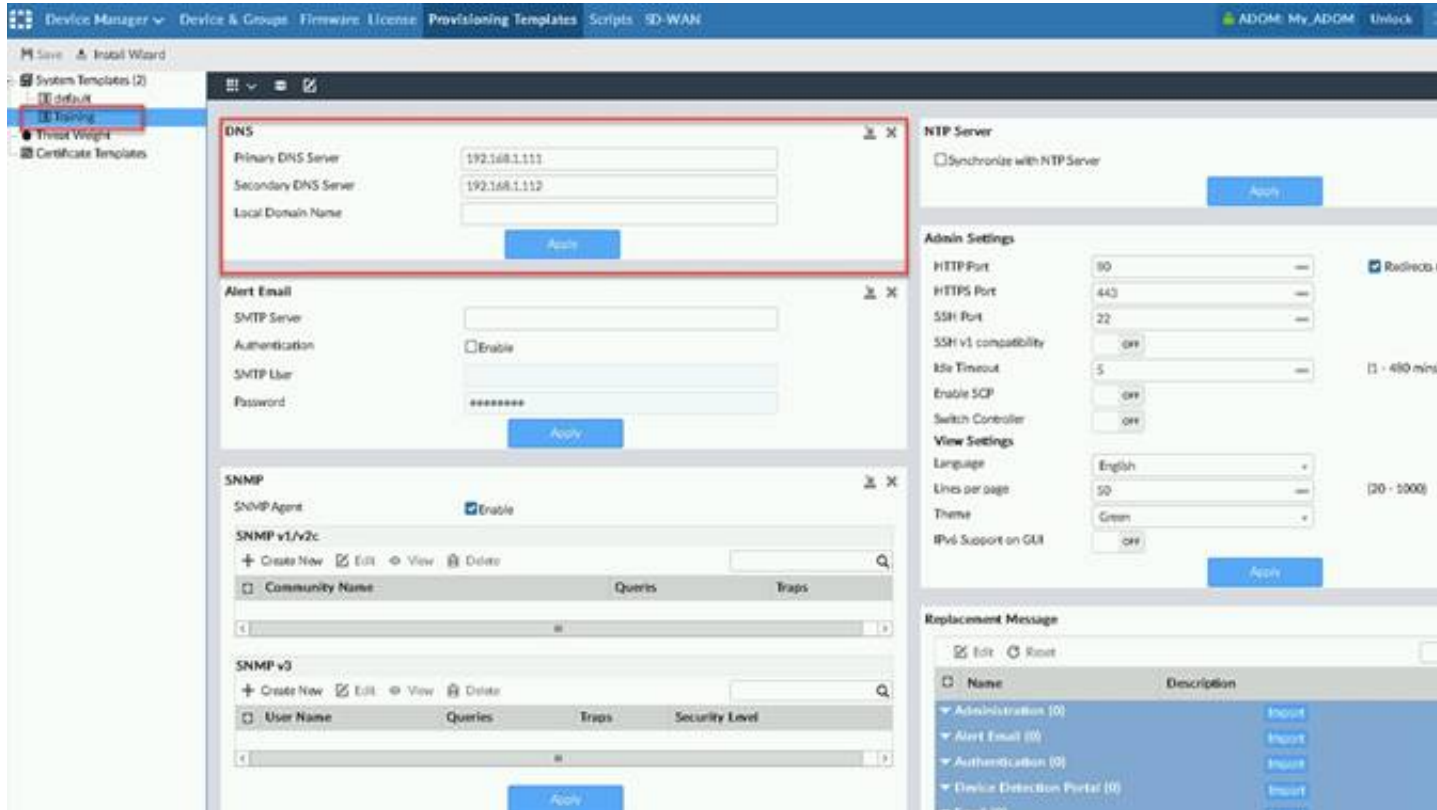 Device Manager Device & Groups Firmware License Provisioning Templates Scripts SD-WAN ADOM: My_ADOM Unlock
Save Install Wizard
System Templates (2)
default
Training
Threat Weight
Certificate Templates
DNS
Primary DNS Server 192.168.1.111
Secondary DNS Server 192.168.1.112
Local Domain Name
Apply
Alert Email
SMTP Server
Authentication Enable
SMTP User
Password ********
Apply
SNMP
SNMP Agent Enable
SNMP v1/v2c
Create New Edit View Delete
Community Name Queries Traps
SNMP v3
Create New Edit View Delete
User Name Queries Traps Security Level
Apply
NTP Server
Synchronize with NTP Server
Apply
Admin Settings
HTTP Port 80 Redirects
HTTPS Port 443
SSH Port 22
SSH v1 compatibility OFF
Idle Timeout 5 (1 - 480 mins
Enable SCP OFF
Switch Controller OFF
View Settings
Language English
Lines per page 50 (20 - 1000)
Theme Green
IPv6 Support on GUI OFF
Apply
Replacement Message
Edit Reset
Name Description
Administration (0) Import
Alert Email (0) Import
Authentication (0) Import
Device Detection Portal (0) Import